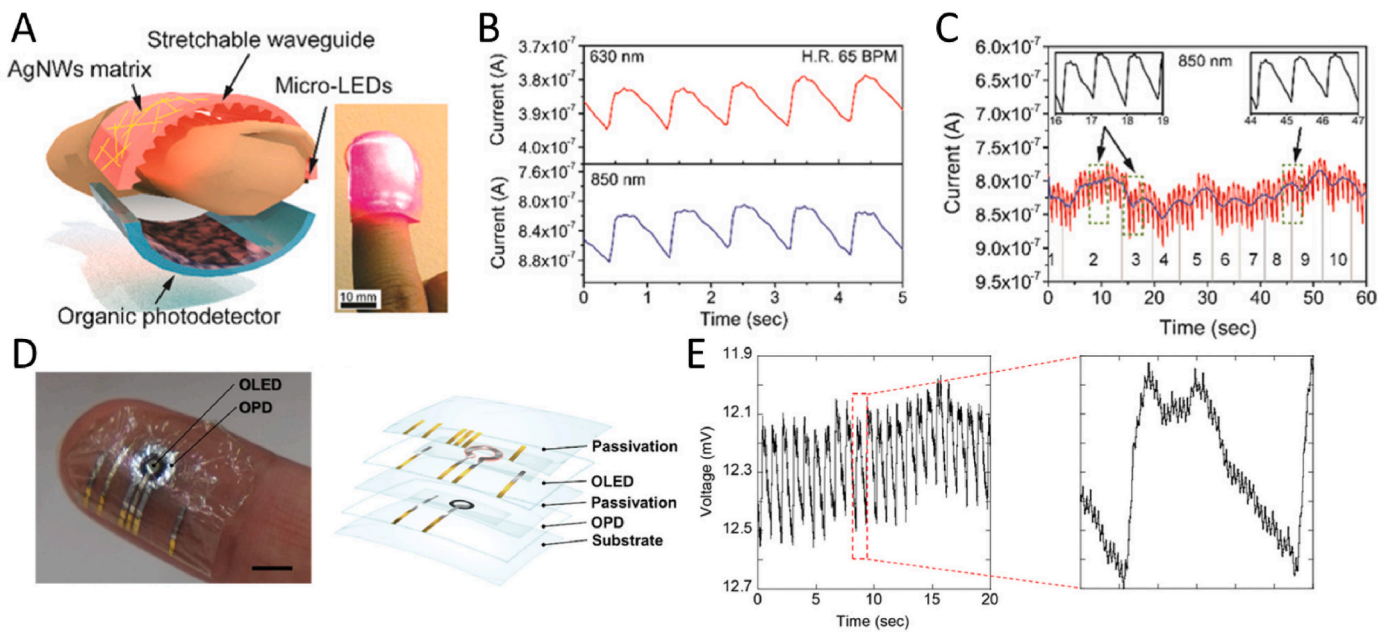 A
Stretchable waveguide
AgNWs matrix
Micro-LEDs
10 mm
Organic photodetector
B
630 nm
H.R. 65 BPM
3.7x10⁻⁷
3.8x10⁻⁷
3.9x10⁻⁷
4.0x10⁻⁷
Current (A)
850 nm
7.6x10⁻⁷
8.0x10⁻⁷
8.4x10⁻⁷
8.8x10⁻⁷
Current (A)
0 1 2 3 4 5
Time (sec)
C
6.0x10⁻⁷
6.5x10⁻⁷
7.0x10⁻⁷
7.5x10⁻⁷
8.0x10⁻⁷
8.5x10⁻⁷
9.0x10⁻⁷
9.5x10⁻⁷
Current (A)
850 nm
16 17 18 19
44 45 46 47
1 2 3 4 5 6 7 8 9 10
0 10 20 30 40 50 60
Time (sec)
D
OLED
OPD
Passivation
OLED
Passivation
OPD
Substrate
E
11.9
12.1
12.3
12.5
12.7
Voltage (mV)
0 5 10 15 20
Time (sec)